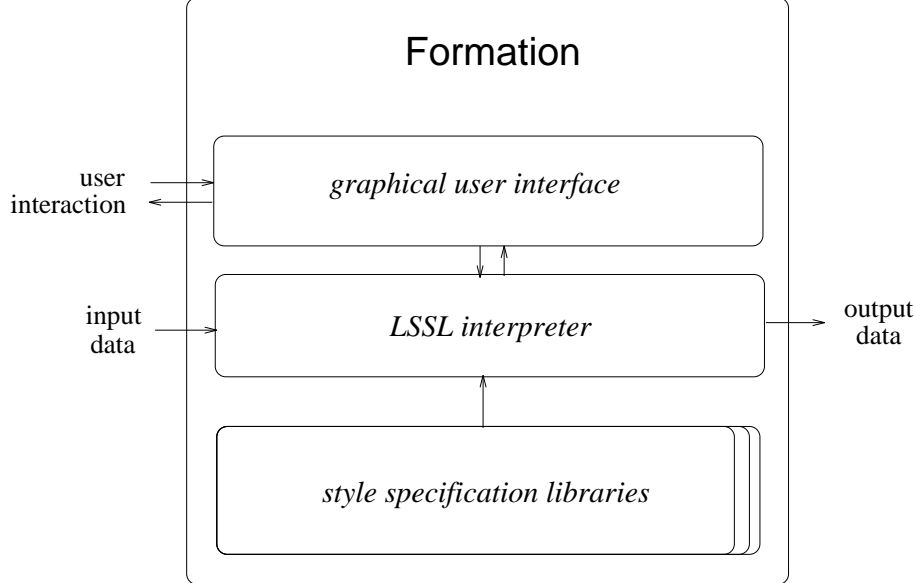 Formation
user
interaction
graphical user interface
input
data
LSSL interpreter
output
data
style specification libraries